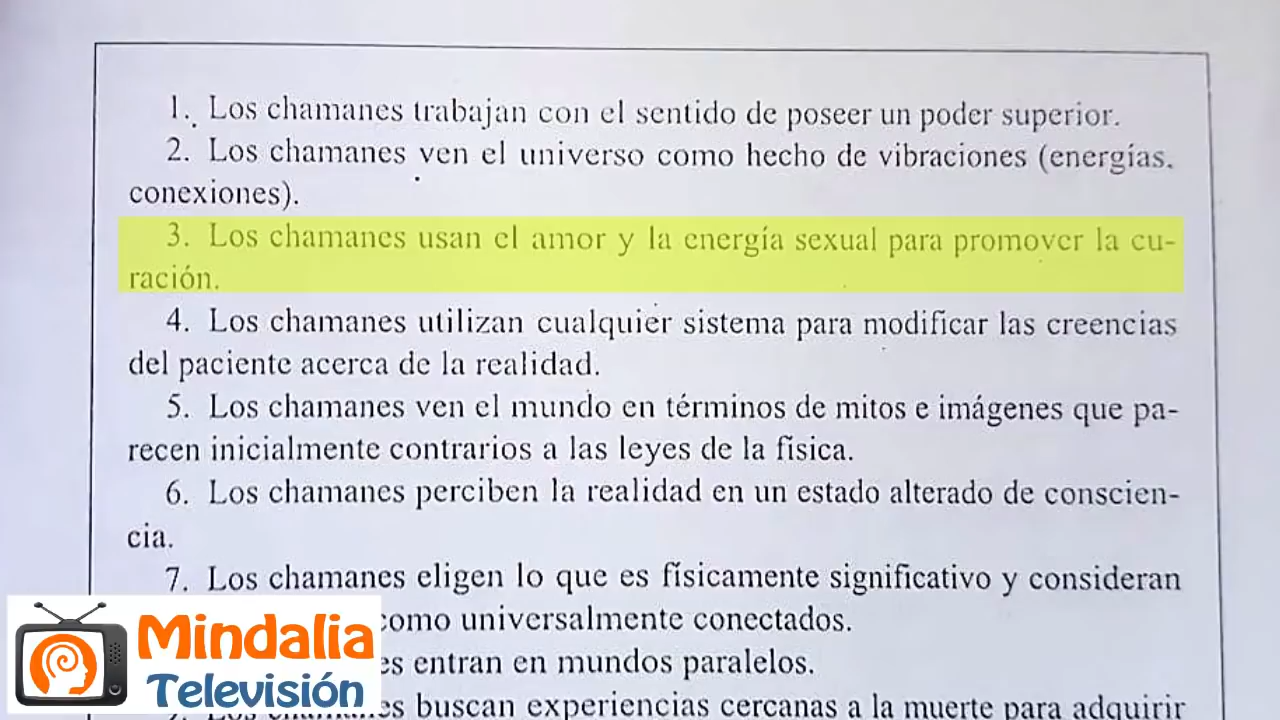 1. Los chamanes trabajan con el sentido de poseer un poder superior.
2. Los chamanes ven el universo como hecho de vibraciones (energías.
conexiones).
3. Los chamanes usan el amor y la energía sexual para promover la cu-
ración.
4. Los chamanes utilizan cualquier sistema para modificar las creencias
del paciente acerca de la realidad.
5. Los chamanes ven el mundo en términos de mitos e imágenes que pa-
recen inicialmente contrarios a las leyes de la física.
6. Los chamanes perciben la realidad en un estado alterado de conscien-
cia.
7. Los chamanes eligen lo que es físicamente significativo y consideran
como universalmente conectados.
entran en mundos paralelos.
buscan experiencias cercanas a la muerte para adquirir
Mindalia
Televisión